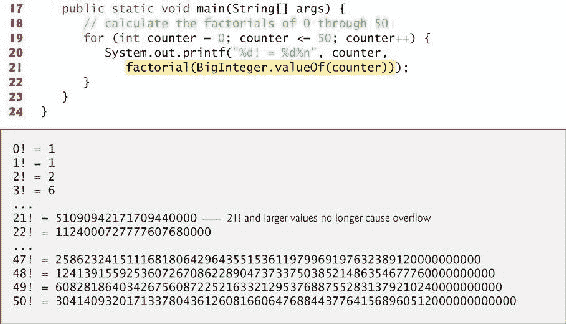 17 public static void main(String[] args) {
18 // calculate the factorials of 0 through 50
19 for (int counter = 0; counter <= 50; counter++) {
20 System.out.printf("%d! = %d%n", counter,
21 factorial(BigInteger.valueOf(counter)));
22 }
23 }
24 }
0! = 1
1! = 1
2! = 2
3! = 6
...
21! = 51090942171709440000 — 21! and larger values no longer cause overflow
22! = 1124000727777607680000
...
47! = 258623241511168180642964355153611979969197632389120000000000
48! = 12413915592536072670862289047373375038521486354677760000000000
49! = 608281864034267560872252163321295376887552831379210240000000000
50! = 30414093201713378043612608166064768844377641568960512000000000000